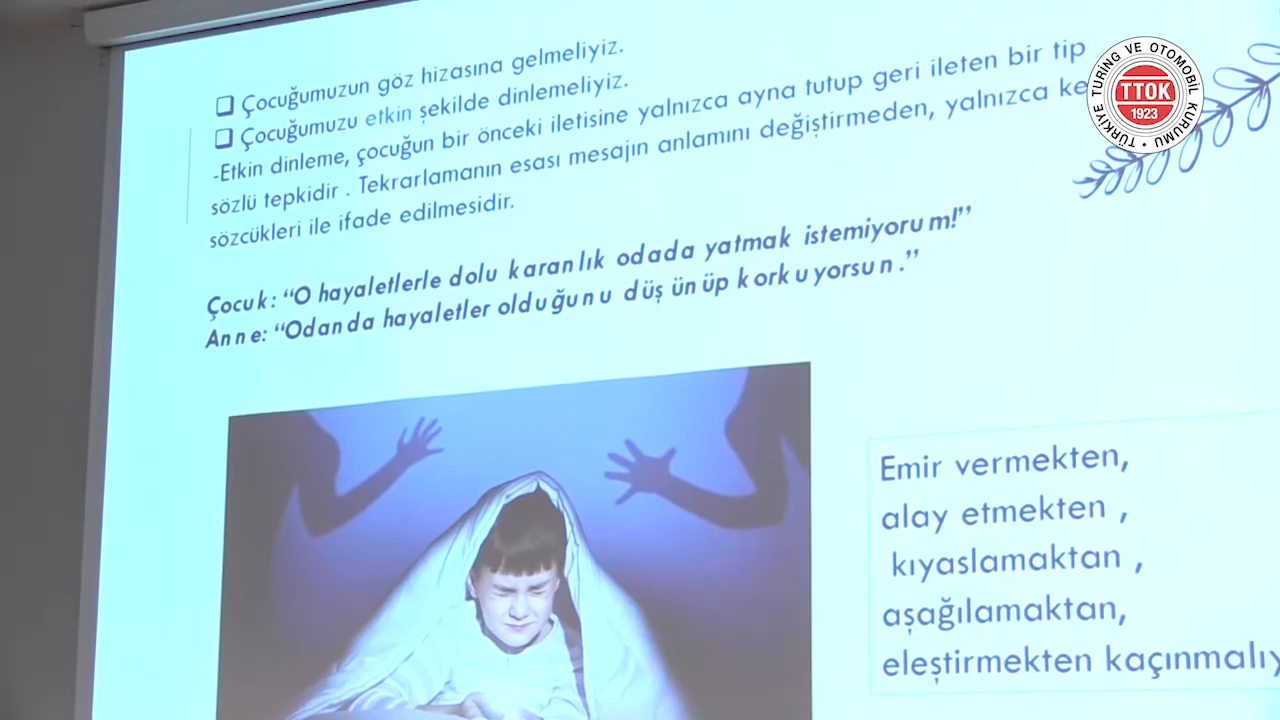 ❑ Çocuğumuzun göz hizasına gelmeliyiz.
❑ Çocuğumuzu etkin şekilde dinlemeliyiz.
-Etkin dinleme, çocuğun bir önceki iletisine yalnızca ayna tutup geri ileten bir tip
sözlü tepkidir . Tekrarlamanın esası mesajın anlamını değiştirmeden, yalnızca
sözcükleri ile ifade edilmesidir.
Çocuk: “O hayaletlerle dolu karanlık odada yatmak istemiyorum!”
Anne: “Odanda hayaletler olduğunu düşünüp korkuyorsun.”
Emir vermekten,
alay etmekten ,
kıyaslamaktan ,
aşağılamaktan,
eleştirmekten
TÜRKİYE TURİNG VE OTOMOBİL KURUMU
TTOK
1923